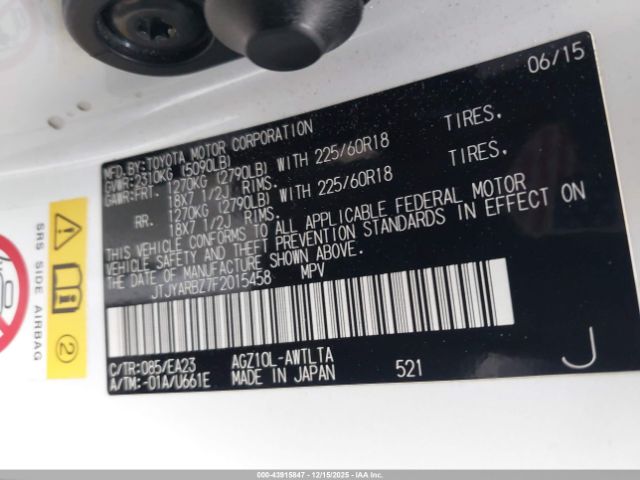 06/15
MFD.BY:TOYOTA MOTOR CORPORATION
GVWR:2310KG (5090LB)
GAWR:FRT. 1270KG (2790LB) WITH 225/60R18 TIRES.
18X7 1/2J RIMS.
RR. 1270KG (2790LB) WITH 225/60R18 TIRES.
18X7 1/2J RIMS.
THIS VEHICLE CONFORMS TO ALL APPLICABLE FEDERAL MOTOR
VEHICLE SAFETY AND THEFT PREVENTION STANDARDS IN EFFECT ON
THE DATE OF MANUFACTURE SHOWN ABOVE.
JTJYARBZ7F2015458 MPV
C/TR:085/EA23 AGZ10L-AWTLTA
A/TM:-01A/U661E MADE IN JAPAN 521 J
SRS SIDE AIRBAG
2
000-43915847 - 12/15/2025 - IAAI.COM